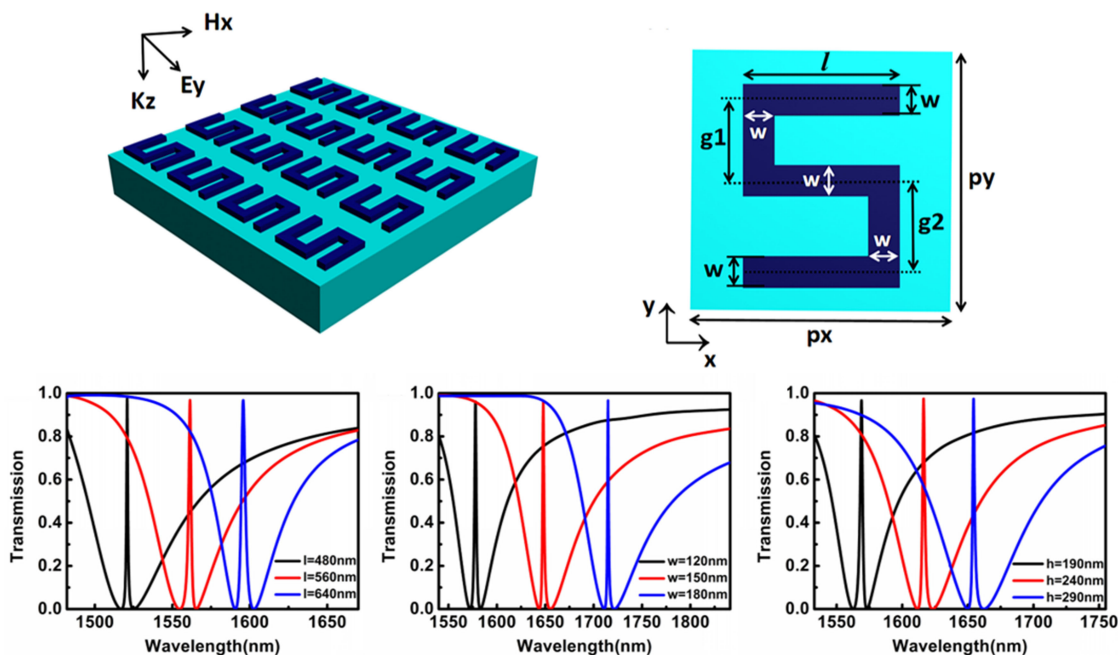 Hx
Ey
Kz
l
w
g1
w
w
g2
w
w
py
px
y
x
1.0
0.8
0.6
0.4
0.2
0.0
Transmission
l=480nm
l=560nm
l=640nm
1500 1550 1600 1650
Wavelength(nm)
1.0
0.8
0.6
0.4
0.2
0.0
Transmission
w=120nm
w=150nm
w=180nm
1550 1600 1650 1700 1750 1800
Wavelength(nm)
1.0
0.8
0.6
0.4
0.2
0.0
Transmission
h=190nm
h=240nm
h=290nm
1550 1600 1650 1700 1750
Wavelength(nm)